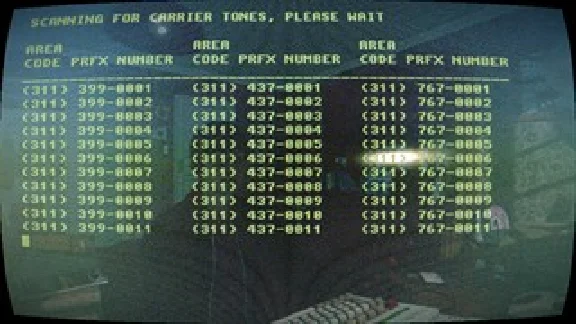 SCANNING FOR CARRIER TONES, PLEASE WAIT
AREA AREA AREA
CODE PRFX NUMBER CODE PRFX NUMBER CODE PRFX NUMBER
(311) 399-0001 (311) 437-0001 (311) 767-0001
(311) 399-0002 (311) 437-0002 (311) 767-0002
(311) 399-0003 (311) 437-0003 (311) 767-0003
(311) 399-0004 (311) 437-0004 (311) 767-0004
(311) 399-0005 (311) 437-0005 (311) 767-0005
(311) 399-0006 (311) 437-0006 (311) 767-0006
(311) 399-0007 (311) 437-0007 (311) 767-0007
(311) 399-0008 (311) 437-0008 (311) 767-0008
(311) 399-0009 (311) 437-0009 (311) 767-0009
(311) 399-0010 (311) 437-0010 (311) 767-0010
(311) 399-0011 (311) 437-0011 (311) 767-0011